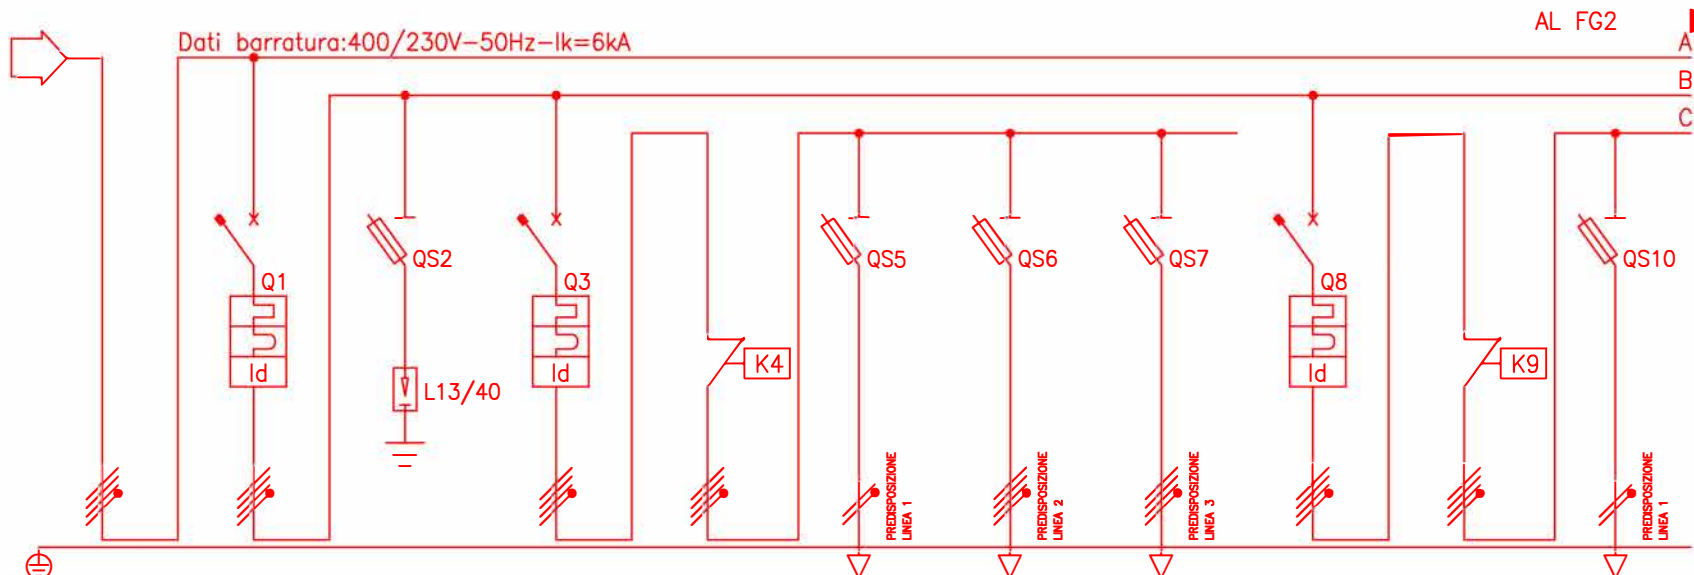 AL FG2
Dati barratura:400/230V-50Hz-Ik=6kA
A
B
C
QS2
QS5
QS6
QS7
QS10
Q1
Q3
Q8
Id
Id
Id
K4
K9
L13/40
PREDISPOSIZIONE
LINEA 1
PREDISPOSIZIONE
LINEA 2
PREDISPOSIZIONE
LINEA 3
PREDISPOSIZIONE
LINEA 1